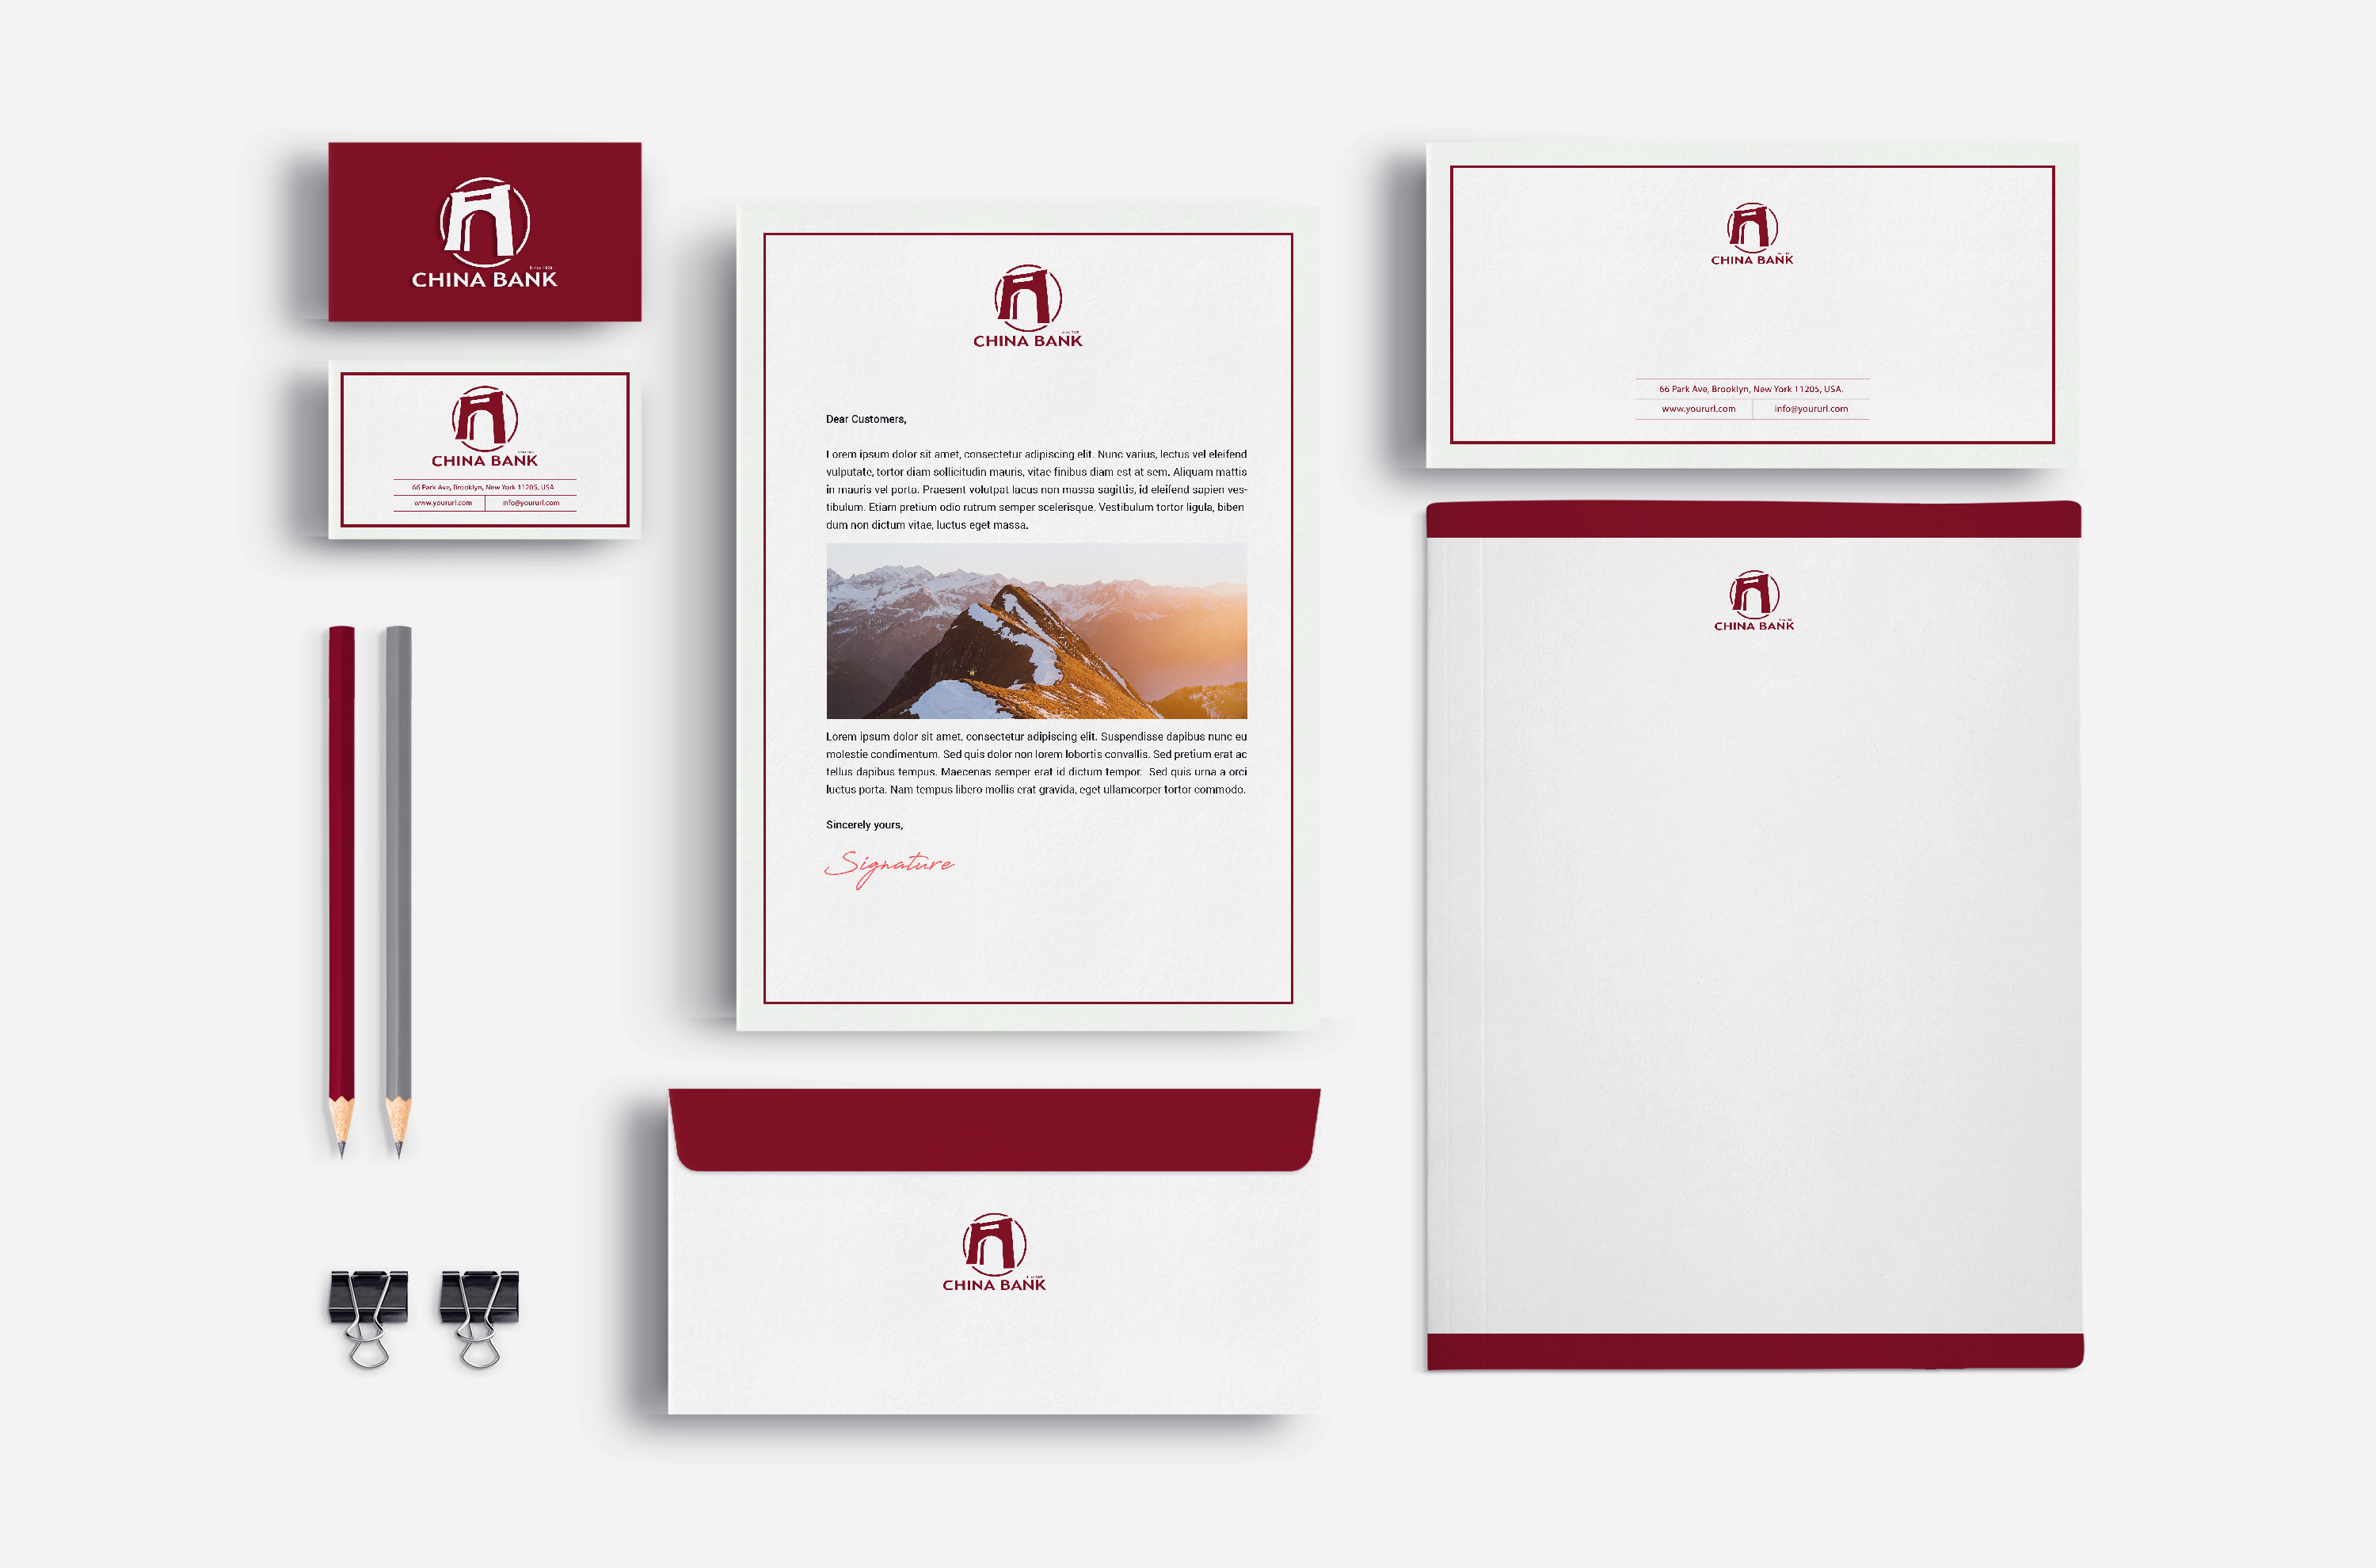 CHINA BANK
CHINA BANK
66 Park Ave, Brooklyn, New York 11205, USA
www.yoururl.com
info@yoururl.com
CHINA BANK
Dear Customers,
Lorem ipsum dolor sit amet, consectetur adipiscing elit. Nunc varius, lectus vel eleifend
vulputate, tortor diam sollicitudin mauris, vitae finibus diam est at sem. Aliquam mattis
in mauris vel porta. Praesent volutpat lacus non massa sagittis, id eleifend sapien ves-
tibulum. Etiam pretium odio rutrum semper scelerisque. Vestibulum tortor ligula, biben
dum non dictum vitae, luctus eget massa.
Lorem ipsum dolor sit amet, consectetur adipiscing elit. Suspendisse dapibus nunc eu
molestie condimentum. Sed quis dolor non lorem lobortis convallis. Sed pretium erat ac
tellus dapibus tempus. Maecenas semper erat id dictum tempor. Sed quis urna a orci
luctus porta. Nam tempus libero mollis erat gravida, eget ullamcorper tortor commodo.
Sincerely yours,
Signature
CHINA BANK
CHINA BANK
66 Park Ave, Brooklyn, New York 11205, USA.
www.yoururl.com
info@yoururl.com
CHINA BANK